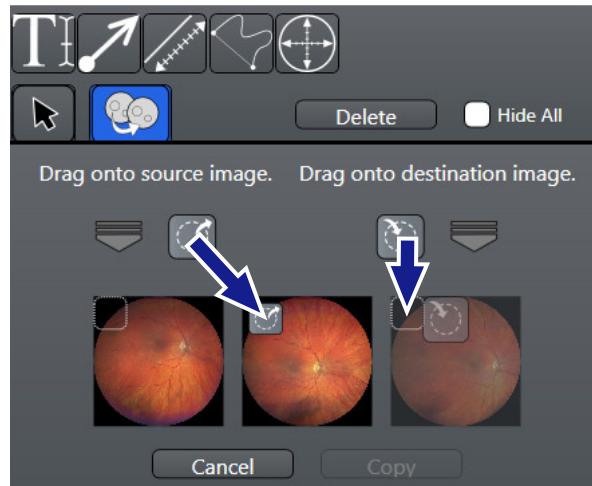 T
Delete
Hide All
Drag onto source image.
Drag onto destination image.
Cancel
Copy